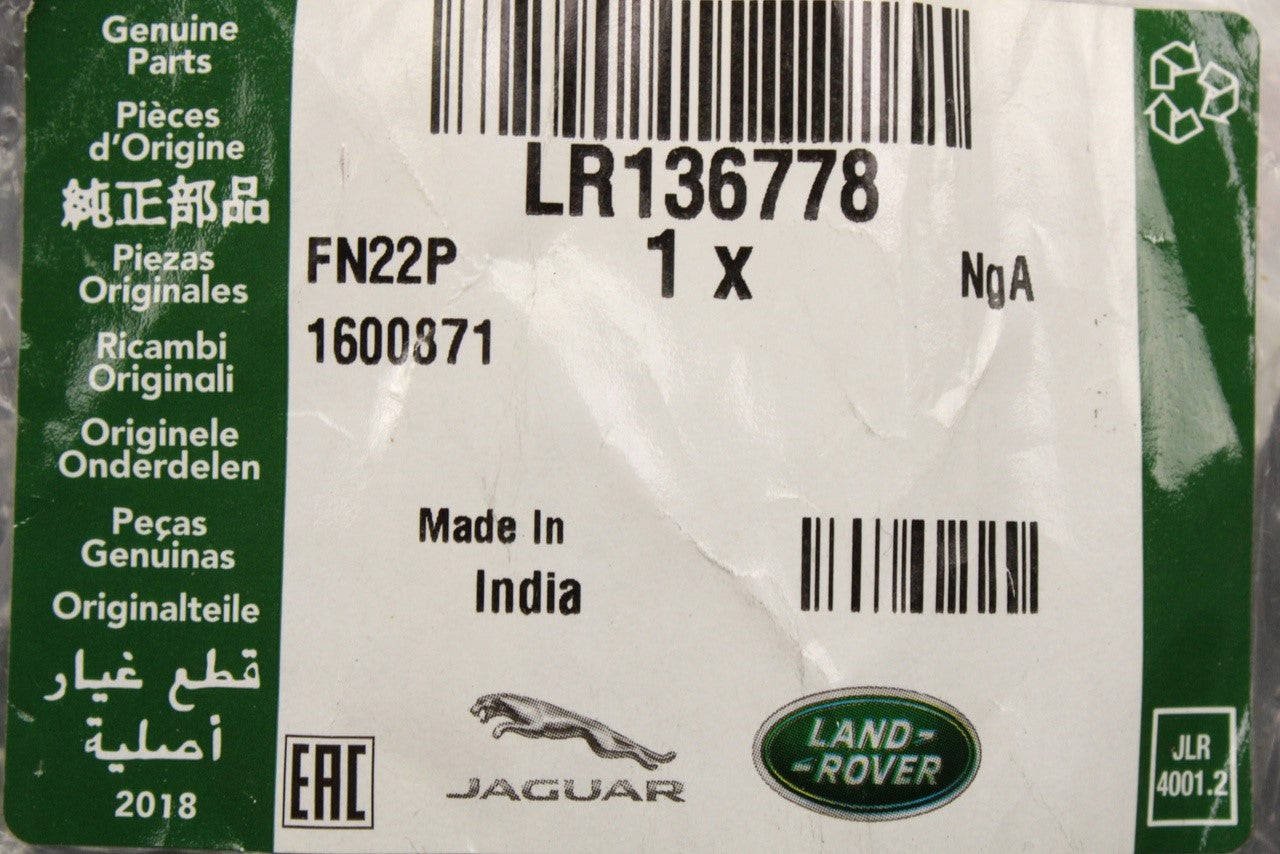 Genuine
Parts
Pièces
d'Origine
純正部品
Piezas
Originales
Ricambi
Originali
Originele
Onderdelen
Peças
Genuinas
Originalteile
قطع غيار
أصلية
2018
LR136778
FN22P
1 x
NgA
1600871
Made In
India
EAC
JAGUAR
LAND-
-ROVER
JLR
4001.2